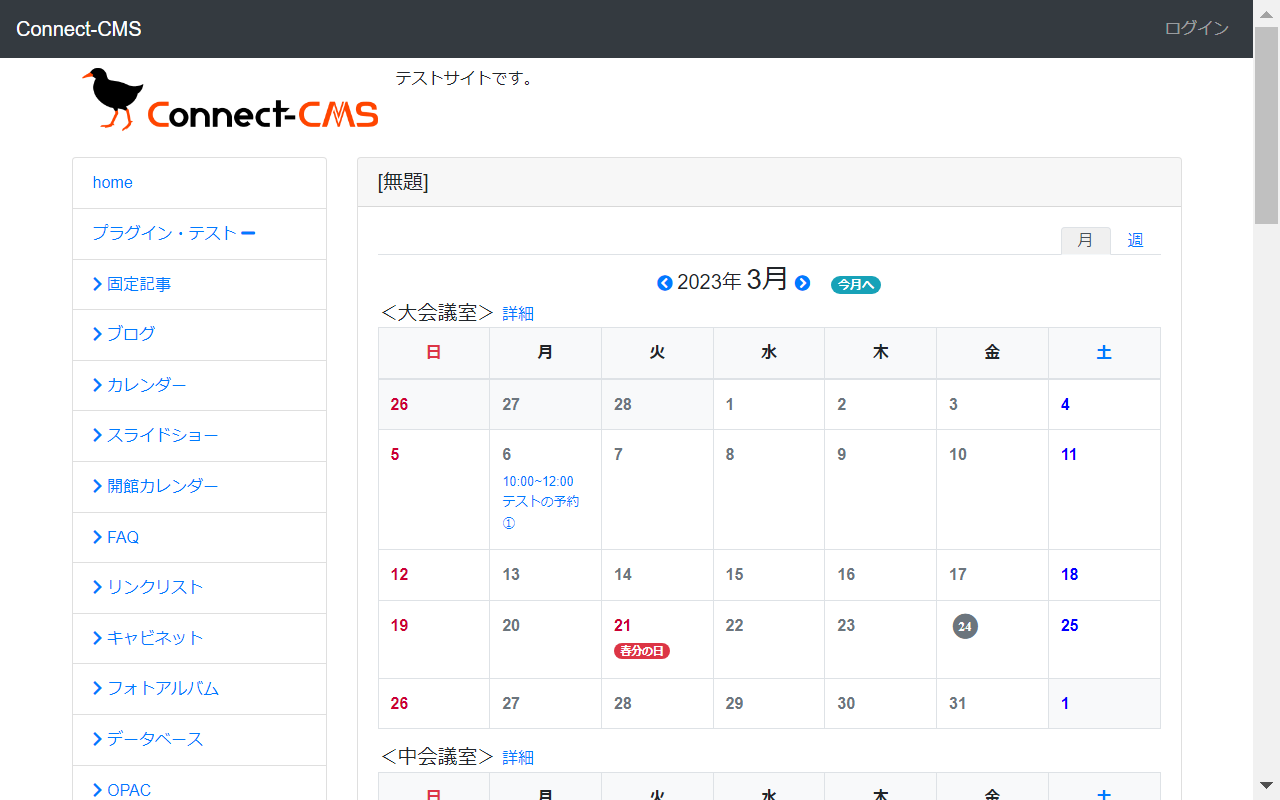 Connect-CMS
ログイン
Connect-CMS
テストサイトです。
home
プラグイン・テスト
固定記事
ブログ
カレンダー
スライドショー
開館カレンダー
FAQ
リンクリスト
キャビネット
フォトアルバム
データベース
OPAC
[無題]
月 週
2023年 3月 今月へ
＜大会議室＞ 詳細
日 月 火 水 木 金 土
26 27 28 1 2 3 4
5 6 7 8 9 10 11
10:00~12:00
テストの予約
①
12 13 14 15 16 17 18
19 20 21 22 23 24 25
春分の日
26 27 28 29 30 31 1
＜中会議室＞ 詳細
日 月 火 水 木 金 土